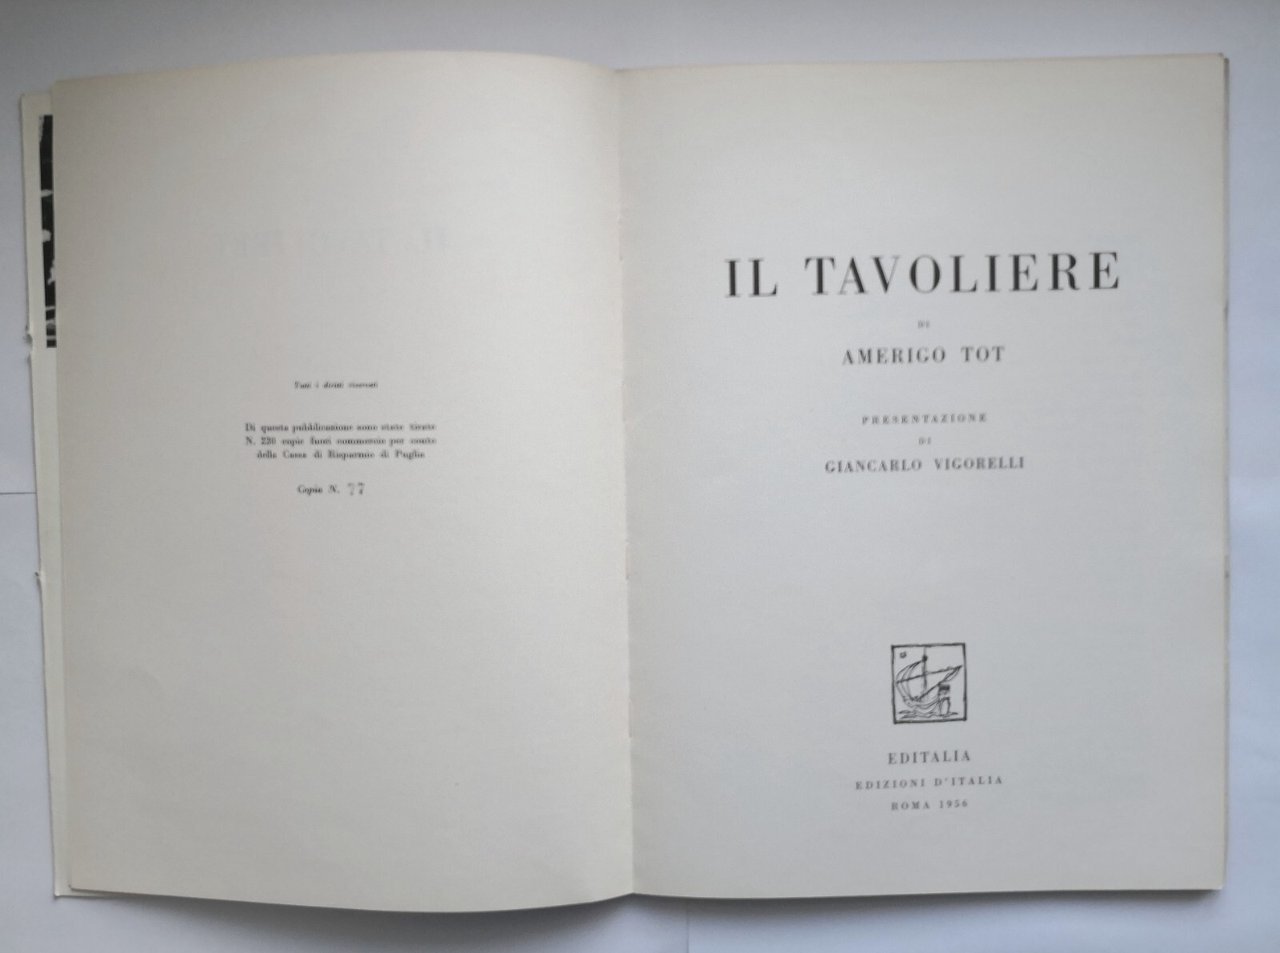 Tutti i diritti riservati
Di questa pubblicazione sono state tirate
N. 220 copie fuori commercio per conto
della Cassa di Risparmio di Puglia
Copia N. 77
IL TAVOLIERE
DI
AMERIGO TOT
PRESENTAZIONE
DI
GIANCARLO VIGORELLI
EDITALIA
EDIZIONI D'ITALIA
ROMA 1956